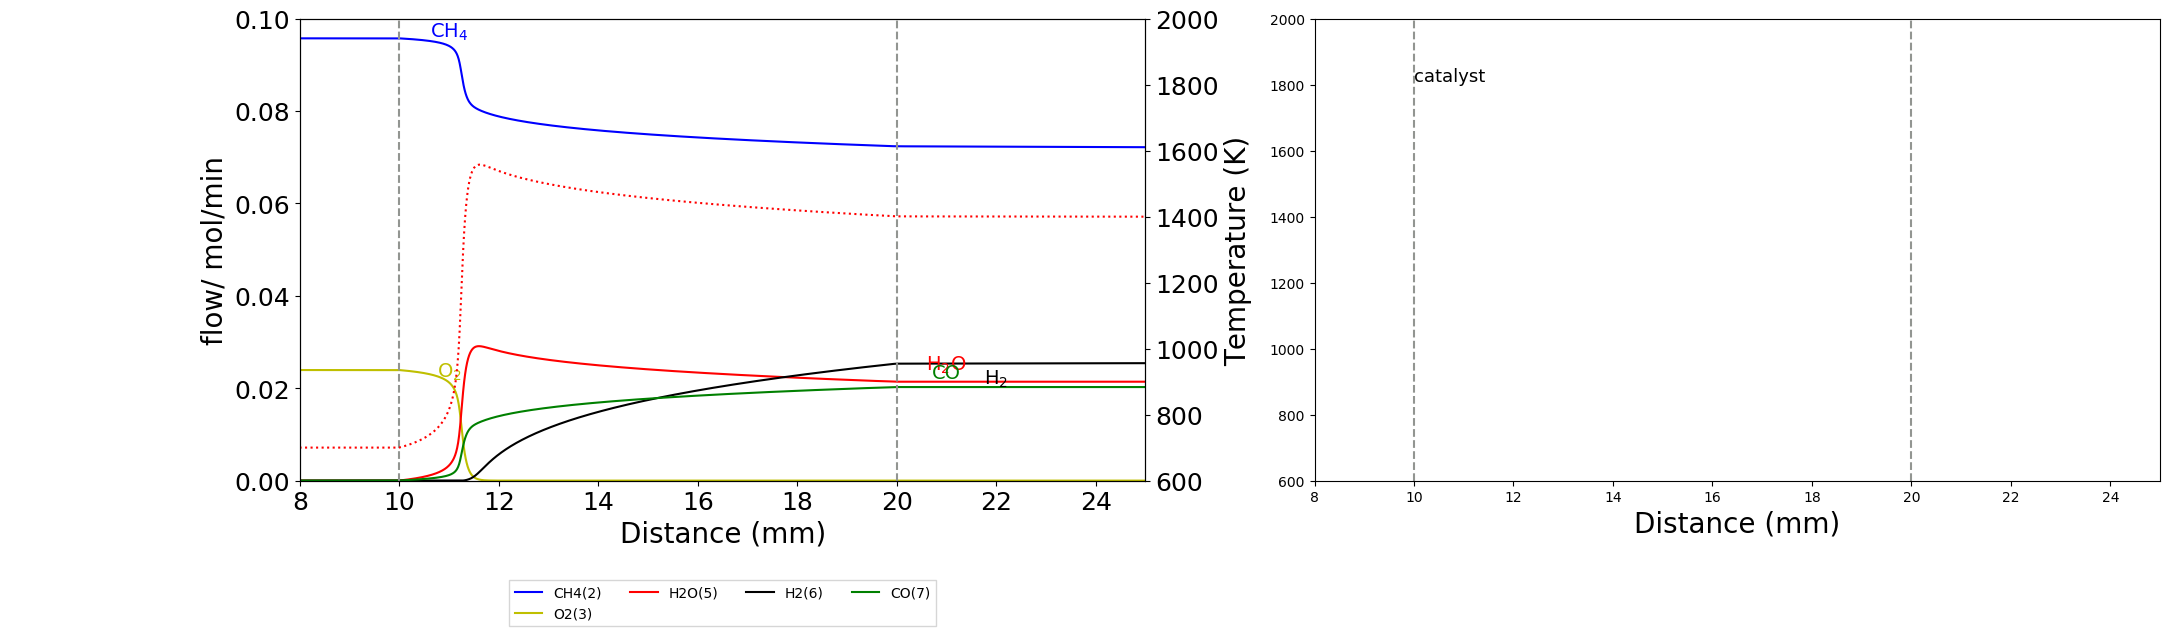 0.10
0.08
0.06
0.04
0.02
0.00
flow/ mol/min
8 10 12 14 16 18 20 22 24
Distance (mm)
CH₄
O₂
H₂O
CO
H₂
2000
1800
1600
1400
1200
1000
800
600
Temperature (K)
CH4(2) H2O(5) H2(6) CO(7)
O2(3)
2000
1800
1600
1400
1200
1000
800
600
catalyst
8 10 12 14 16 18 20 22 24
Distance (mm)